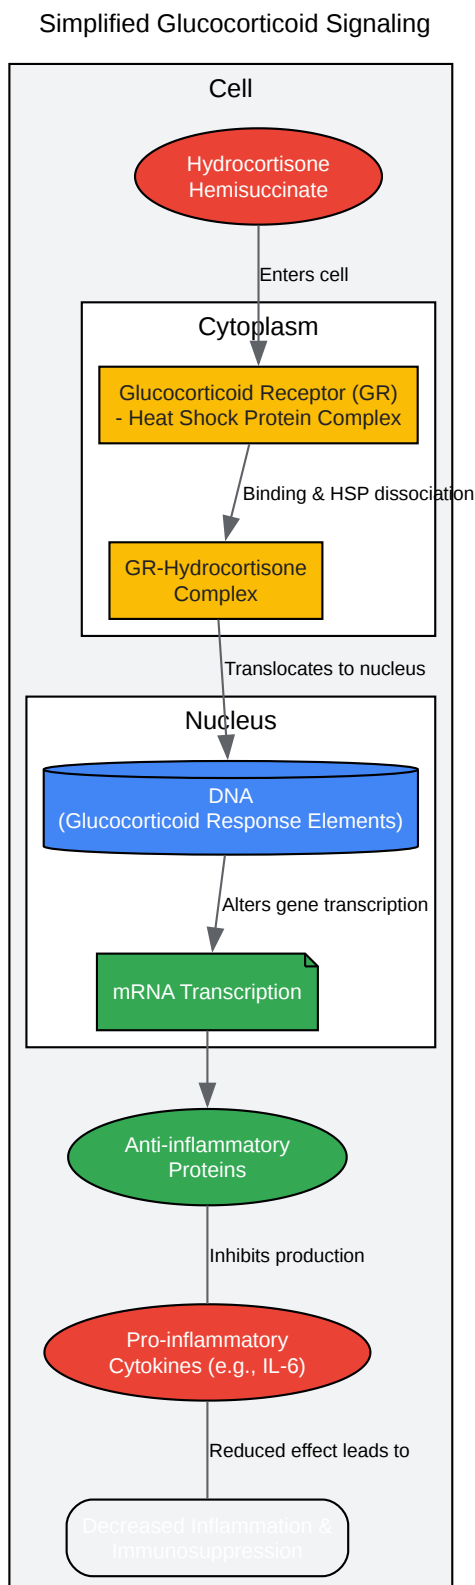 Simplified Glucocorticoid Signaling
Cell
Hydrocortisone
Hemisuccinate
Enters cell
Cytoplasm
Glucocorticoid Receptor (GR)
- Heat Shock Protein Complex
Binding & HSP dissociation
GR-Hydrocortisone
Complex
Translocates to nucleus
Nucleus
DNA
(Glucocorticoid Response Elements)
Alters gene transcription
mRNA Transcription
Anti-inflammatory
Proteins
Inhibits production
Pro-inflammatory
Cytokines (e.g., IL-6)
Reduced effect leads to
Decreased Inflammation &
Immunosuppression